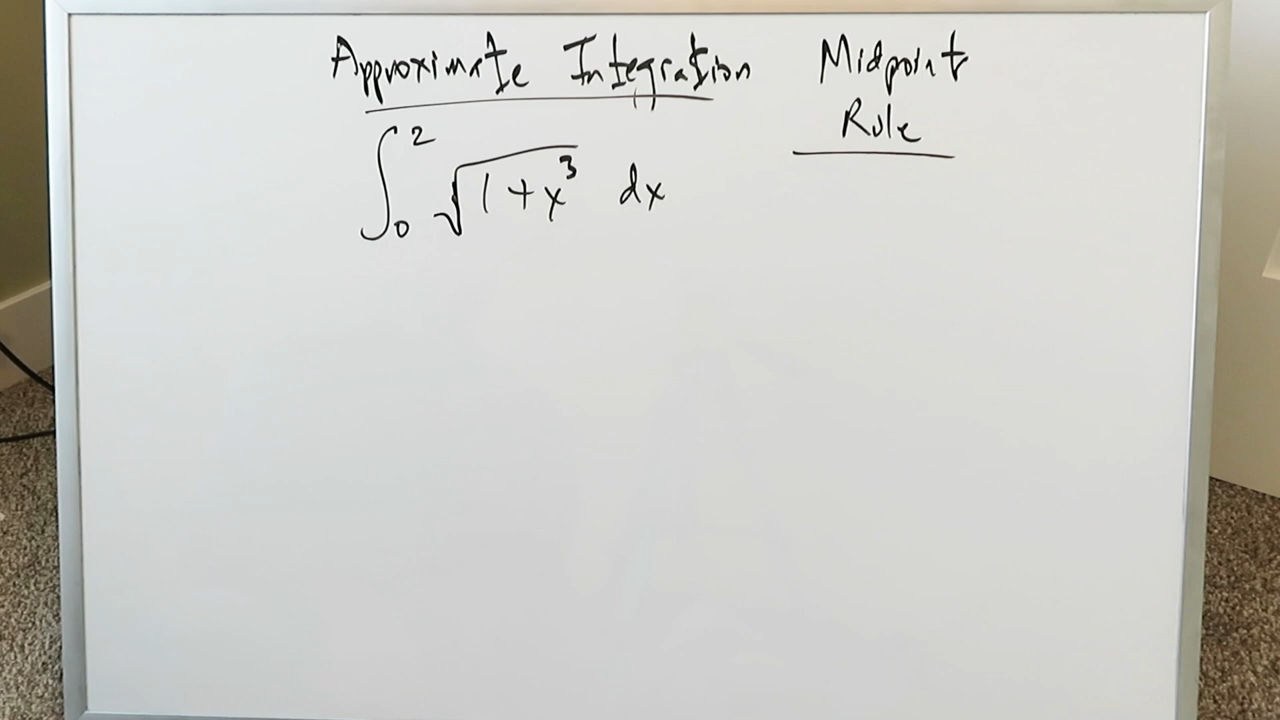 Approximate Integration
Midpoint
Rule
∫₀² √(1+x³) dx